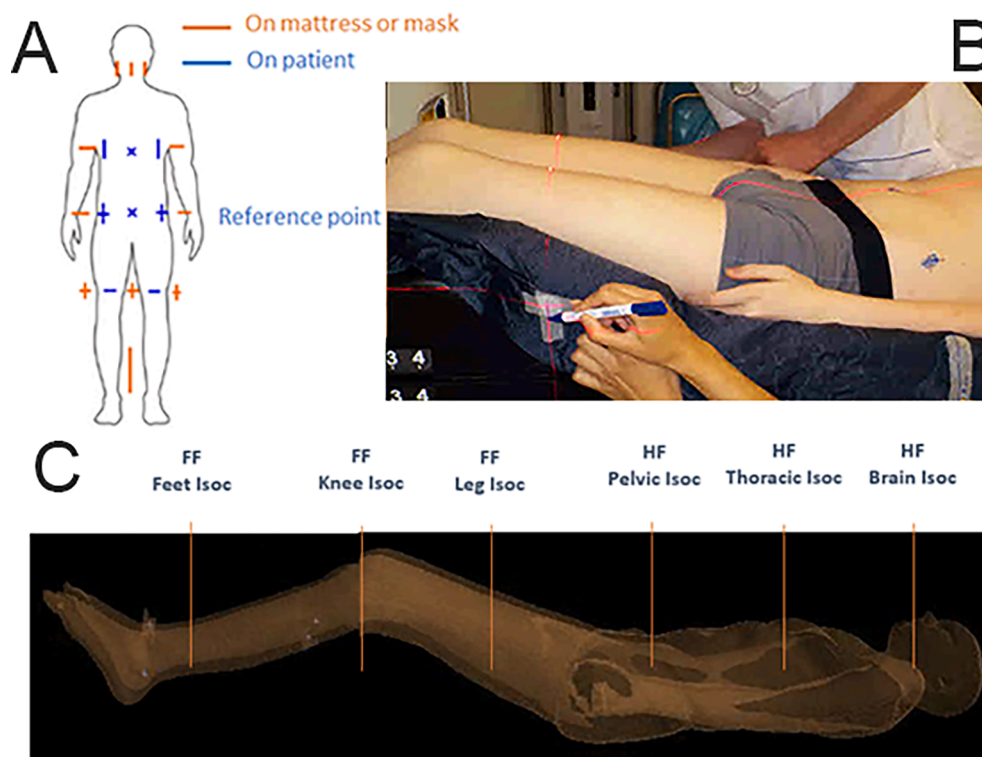 A
On mattress or mask
On patient
B
Reference point
3 4
3 4
C
FF
Feet Isoc
FF
Knee Isoc
FF
Leg Isoc
HF
Pelvic Isoc
HF
Thoracic Isoc
HF
Brain Isoc